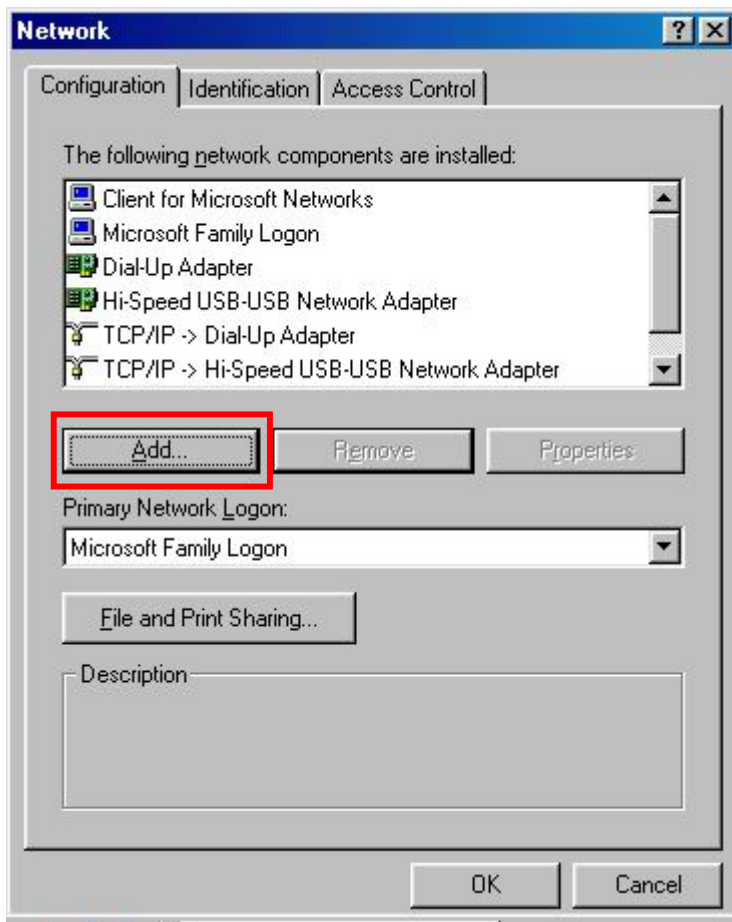 Network
Configuration Identification Access Control
The following network components are installed:
Client for Microsoft Networks
Microsoft Family Logon
Dial-Up Adapter
Hi-Speed USB-USB Network Adapter
TCP/IP -> Dial-Up Adapter
TCP/IP -> Hi-Speed USB-USB Network Adapter
Add... Remove Properties
Primary Network Logon:
Microsoft Family Logon
File and Print Sharing...
Description
OK Cancel